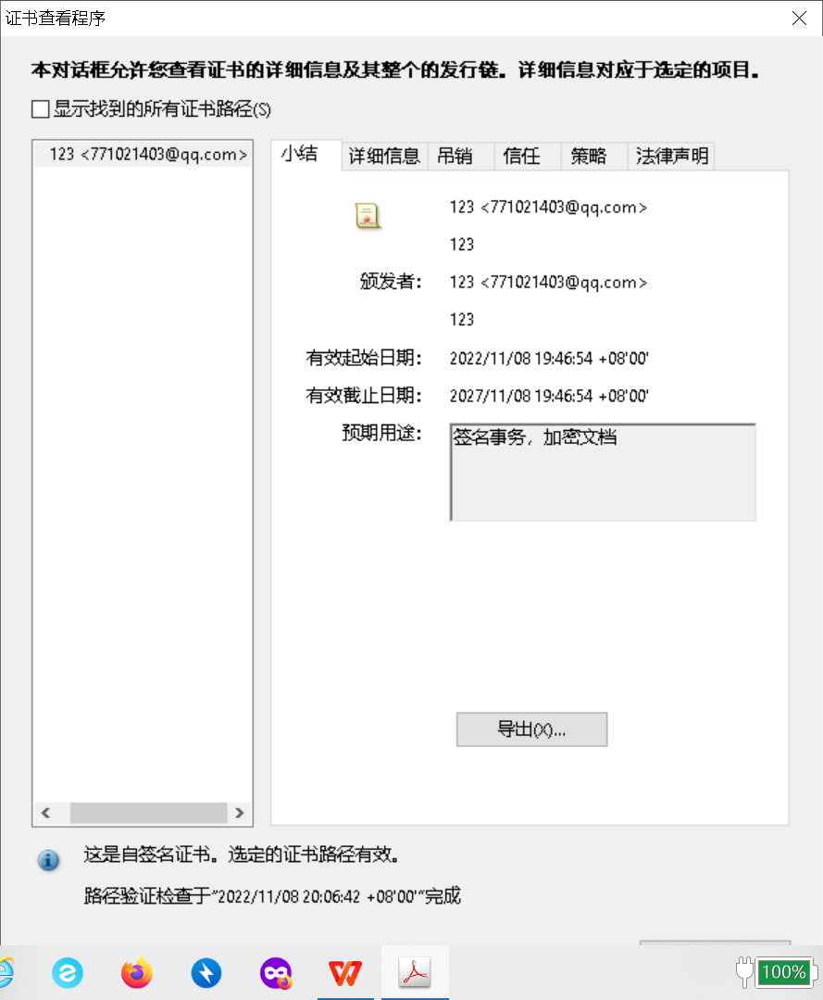 证书查看程序
本对话框允许您查看证书的详细信息及其整个的发行链。详细信息对应于选定的项目。
显示找到的所有证书路径(S)
123 <771021403@qq.com>
小结 详细信息 吊销 信任 策略 法律声明
123 <771021403@qq.com>
123
颁发者： 123 <771021403@qq.com>
123
有效起始日期： 2022/11/08 19:46:54 +08'00'
有效截止日期： 2027/11/08 19:46:54 +08'00'
预期用途： 签名事务，加密文档
导出(X)...
这是自签名证书。选定的证书路径有效。
路径验证检查于"2022/11/08 20:06:42 +08'00'"完成
100%